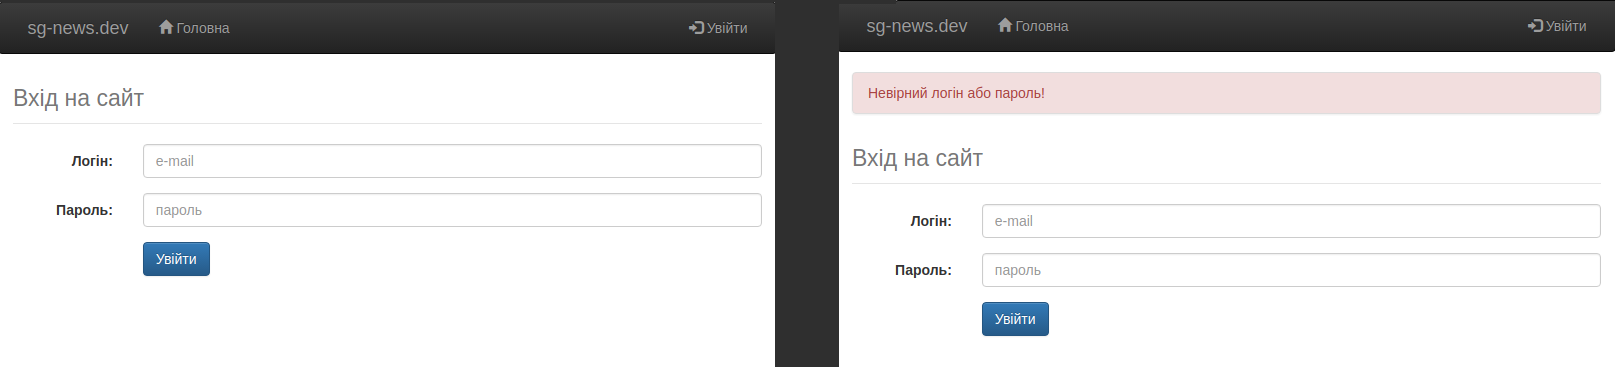 sg-news.dev Головна Увійти
Вхід на сайт
Логін: e-mail
Пароль: пароль
Увійти
sg-news.dev Головна Увійти
Невірний логін або пароль!
Вхід на сайт
Логін: e-mail
Пароль: пароль
Увійти